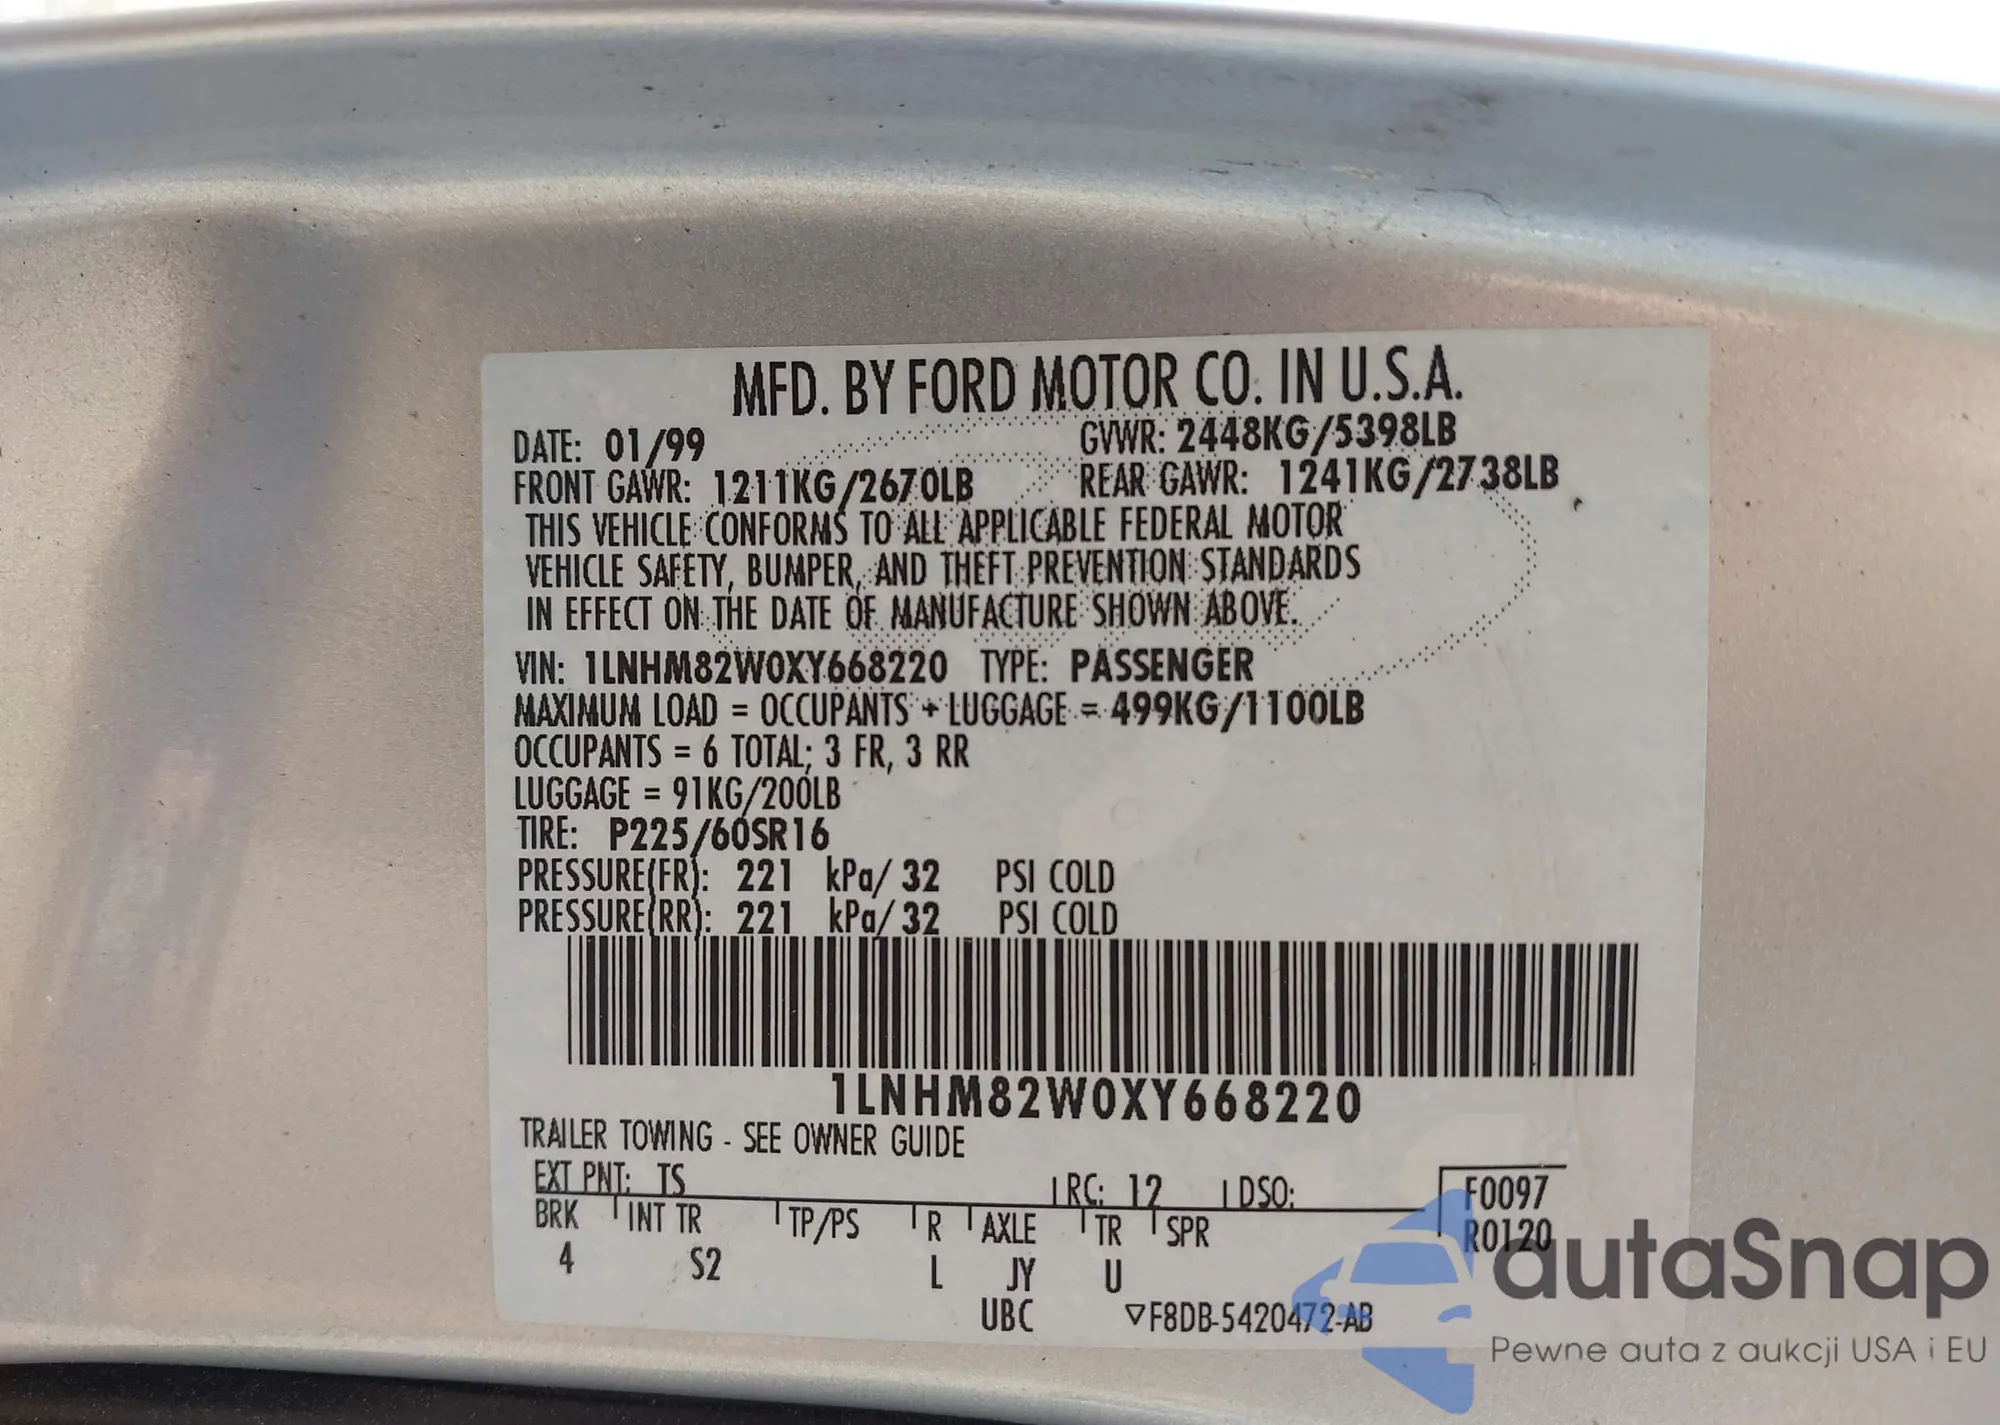 MFD. BY FORD MOTOR CO. IN U.S.A.
DATE: 01/99 GVWR: 2448KG/5398LB
FRONT GAWR: 1211KG/2670LB REAR GAWR: 1241KG/2738LB
THIS VEHICLE CONFORMS TO ALL APPLICABLE FEDERAL MOTOR
VEHICLE SAFETY, BUMPER, AND THEFT PREVENTION STANDARDS
IN EFFECT ON THE DATE OF MANUFACTURE SHOWN ABOVE.
VIN: 1LNHM82W0XY668220 TYPE: PASSENGER
MAXIMUM LOAD = OCCUPANTS + LUGGAGE = 499KG/1100LB
OCCUPANTS = 6 TOTAL; 3 FR, 3 RR
LUGGAGE = 91KG/200LB
TIRE: P225/60SR16
PRESSURE(FR): 221 kPa/ 32 PSI COLD
PRESSURE(RR): 221 kPa/ 32 PSI COLD
1LNHM82W0XY668220
TRAILER TOWING - SEE OWNER GUIDE
EXT PNT: TS RC: 12 DSO: F0097
BRK INT TR TP/PS R AXLE TR SPR R0120
4 S2 L JY U
UBC ▽F8DB-5420472-AB
autoSnap
Pewne auta z aukcji USA i EU